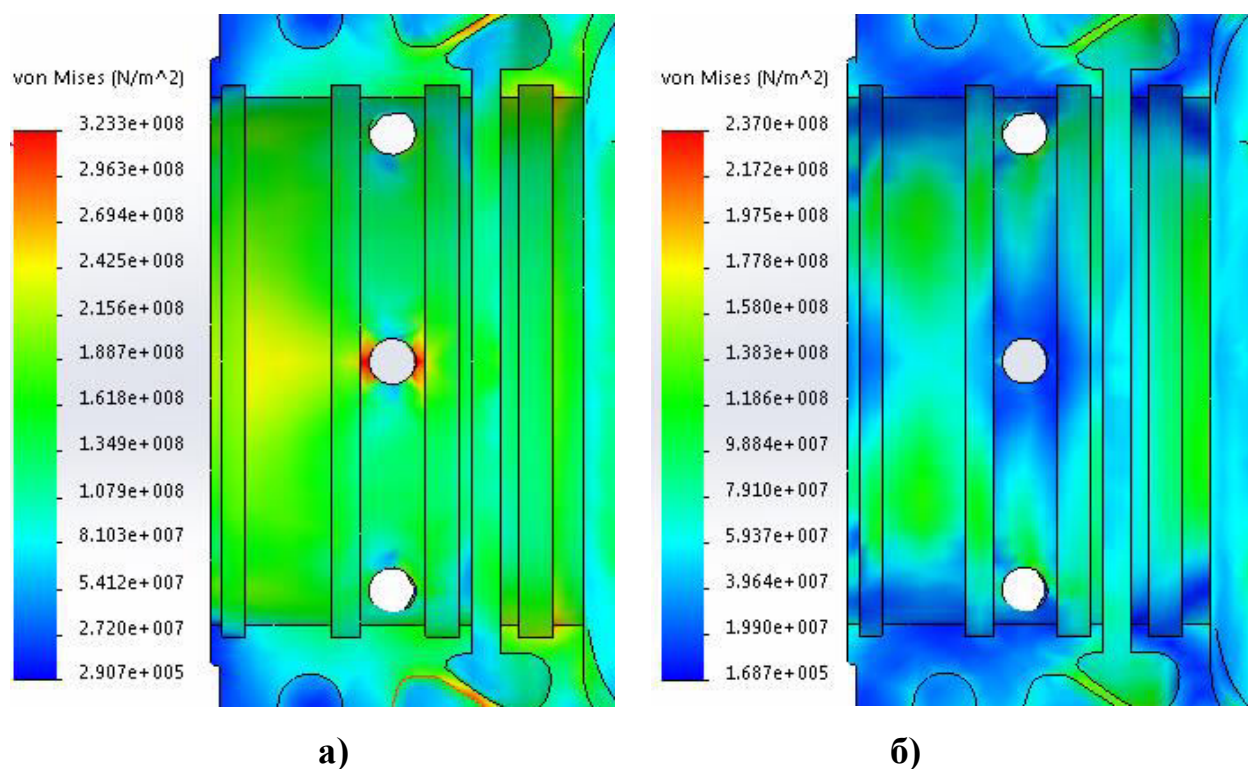 von Mises (N/m^2)
3.233e+008
2.963e+008
2.694e+008
2.425e+008
2.156e+008
1.887e+008
1.618e+008
1.349e+008
1.079e+008
8.103e+007
5.412e+007
2.720e+007
2.907e+005
а)
von Mises (N/m^2)
2.370e+008
2.172e+008
1.975e+008
1.778e+008
1.580e+008
1.383e+008
1.186e+008
9.884e+007
7.910e+007
5.937e+007
3.964e+007
1.990e+007
1.687e+005
б)